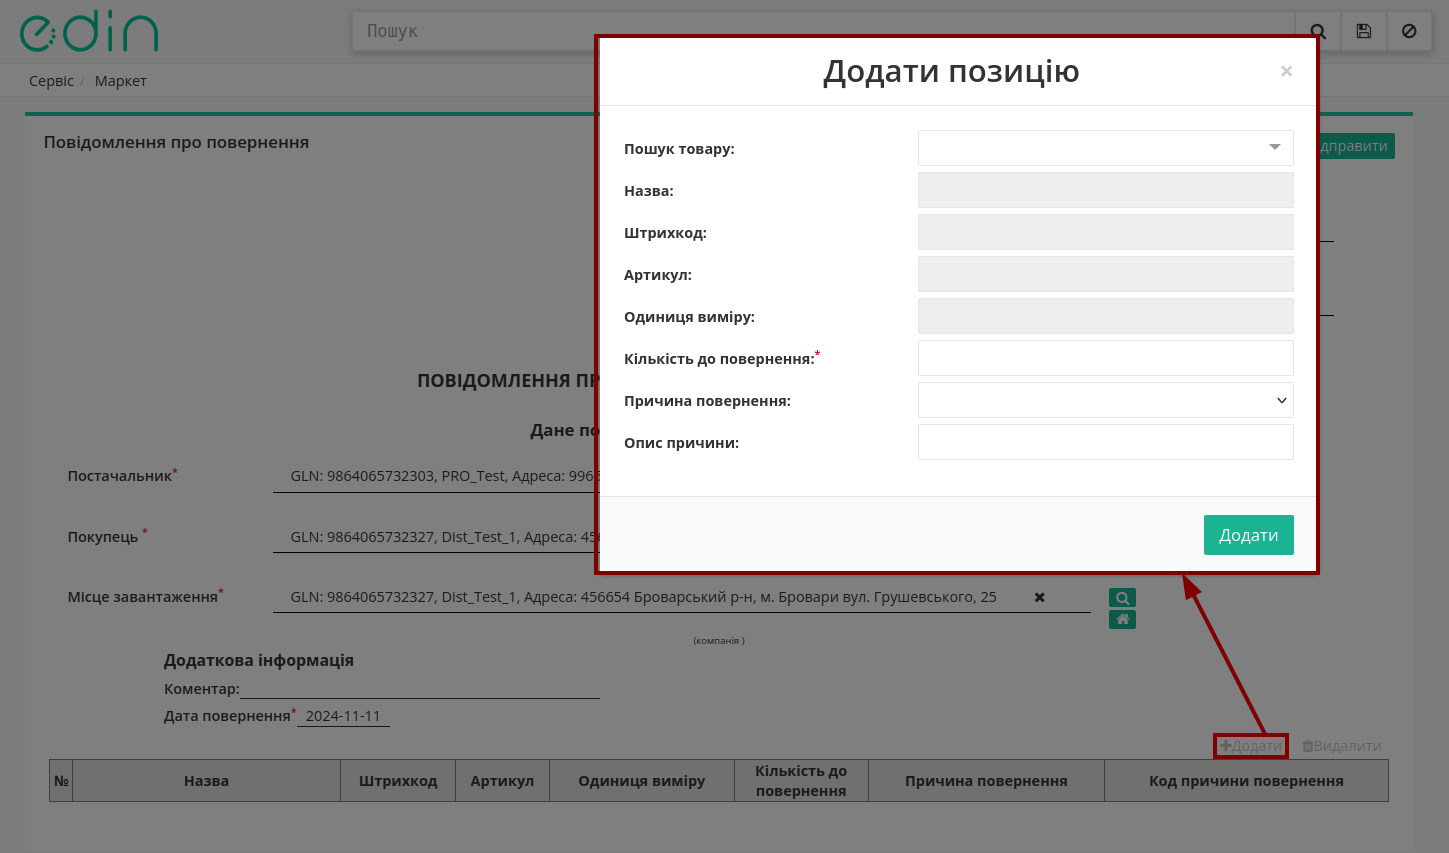 edin
Пошук
Сервіс / Маркет
Повідомлення про повернення
дправити
ПОВІДОМЛЕННЯ ПР
Дане по
Постачальник*
GLN: 9864065732303, PRO_Test, Адреса: 996
Покупець *
GLN: 9864065732327, Dist_Test_1, Адреса: 45
Місце завантаження*
GLN: 9864065732327, Dist_Test_1, Адреса: 456654 Броварський р-н, м. Бровари вул. Грушевського, 25
(компанія )
Додаткова інформація
Коментар:
Дата повернення* 2024-11-11
Додати Видалити
№ Назва Штрихкод Артикул Одиниця виміру Кількість до повернення Причина повернення Код причини повернення
Додати позицію ×
Пошук товару:
Назва:
Штрихкод:
Артикул:
Одиниця виміру:
Кількість до повернення:*
Причина повернення:
Опис причини:
Додати